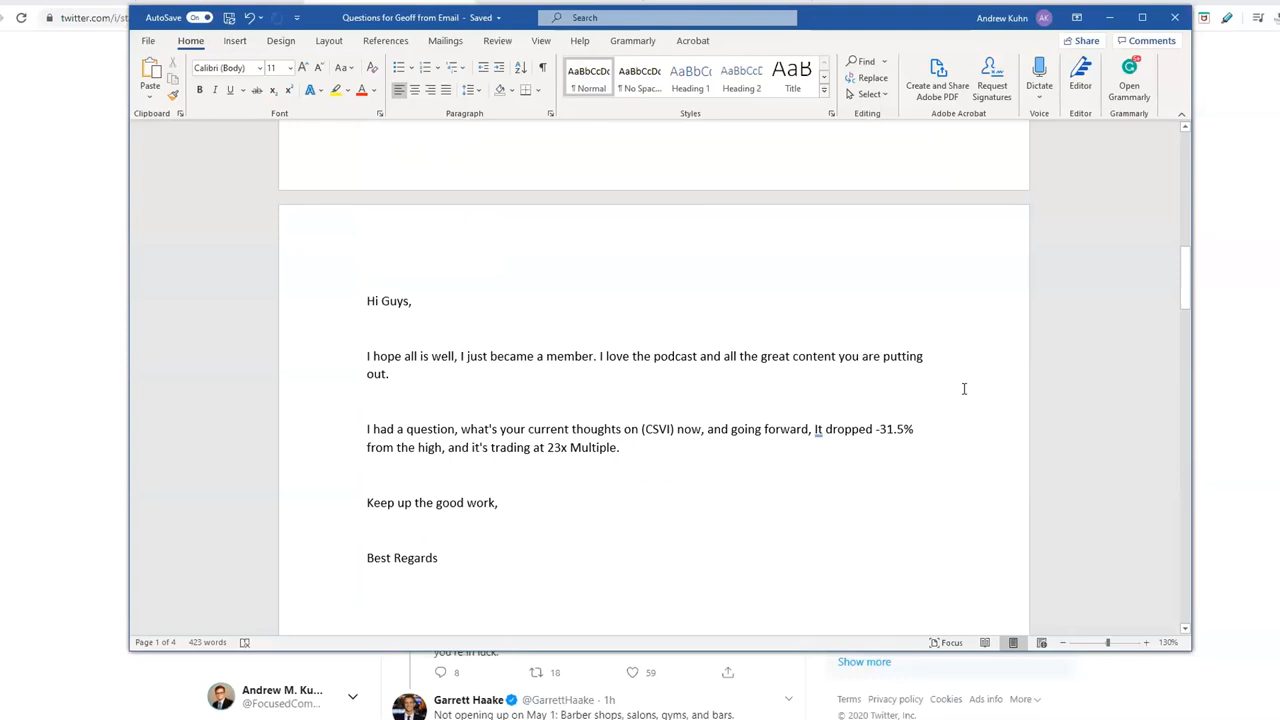 twitter.com/i/st
AutoSave On
Questions for Geoff from Email - Saved
Search
Andrew Kuhn
AK
File Home Insert Design Layout References Mailings Review View Help Grammarly Acrobat
Share
Comments
Paste
Calibri (Body) 11
Aa
B I U ab x₂ x² A A
AaBbCcDc AaBbCcDc AaBbCc AaBbCcD AaB
¶ Normal ¶ No Spac... Heading 1 Heading 2 Title
Find
Replace
Select
Create and Share Adobe PDF
Request Signatures
Dictate
Editor
Open Grammarly
Clipboard Font Paragraph Styles Editing Adobe Acrobat Voice Editor Grammarly
Hi Guys,
I hope all is well, I just became a member. I love the podcast and all the great content you are putting
out.
I had a question, what's your current thoughts on (CSVI) now, and going forward, It dropped -31.5%
from the high, and it's trading at 23x Multiple.
Keep up the good work,
Best Regards
Page 1 of 4 423 words
Focus
130%
you're in luck.
8 18 59
Show more
Andrew M. Ku...
@FocusedCom...
Garrett Haake @GarrettHaake · 1h
Not opening up on May 1: Barber shops, salons, gyms, and bars.
Terms Privacy policy Cookies Ads info More
© 2020 Twitter, Inc.